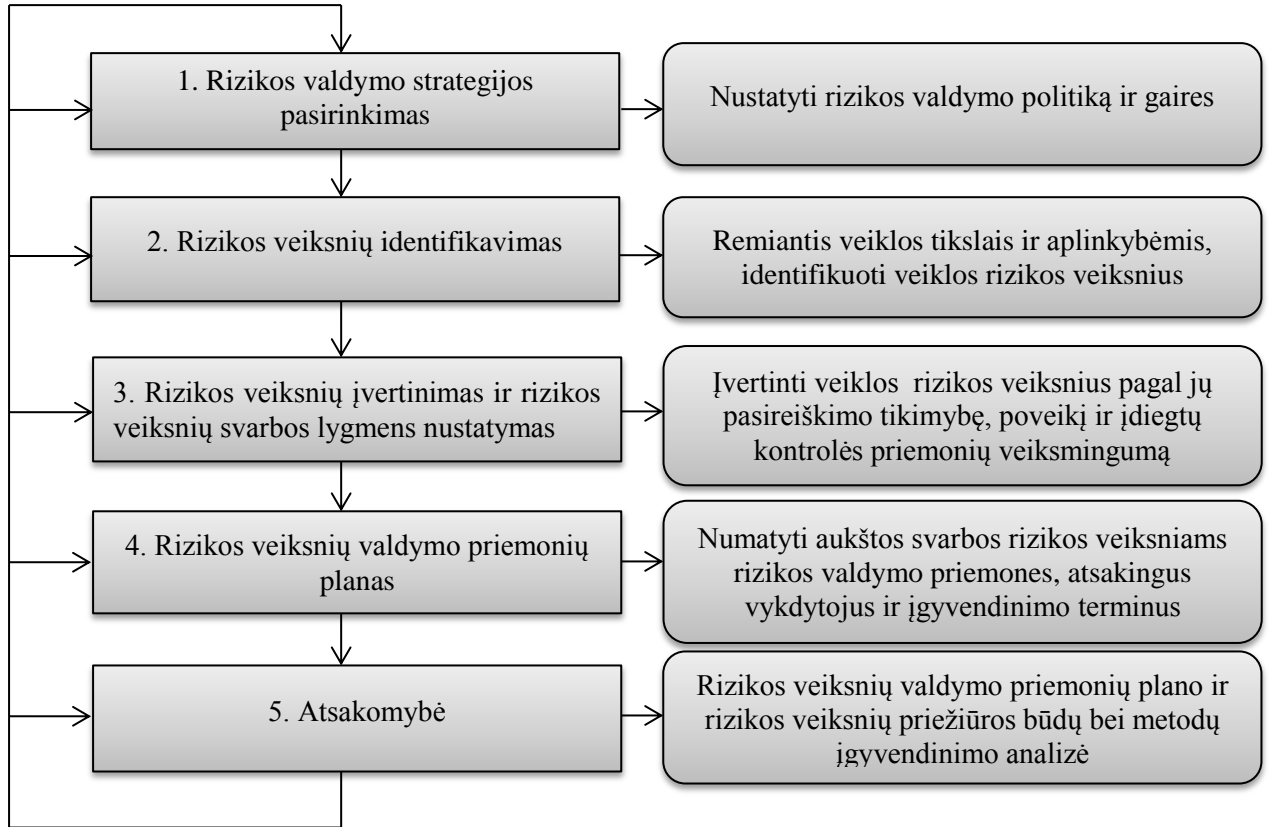 1. Rizikos valdymo strategijos
pasirinkimas
Nustatyti rizikos valdymo politiką ir gaires
2. Rizikos veiksnių identifikavimas
Remiantis veiklos tikslais ir aplinkybėmis,
identifikuoti veiklos rizikos veiksnius
3. Rizikos veiksnių įvertinimas ir rizikos
veiksnių svarbos lygmens nustatymas
Įvertinti veiklos rizikos veiksnius pagal jų
pasireiškimo tikimybę, poveikį ir įdiegtų
kontrolės priemonių veiksmingumą
4. Rizikos veiksnių valdymo priemonių
planas
Numatyti aukštos svarbos rizikos veiksniams
rizikos valdymo priemones, atsakingus
vykdytojus ir įgyvendinimo terminus
5. Atsakomybė
Rizikos veiksnių valdymo priemonių plano ir
rizikos veiksnių priežiūros būdų bei metodų
įgyvendinimo analizė